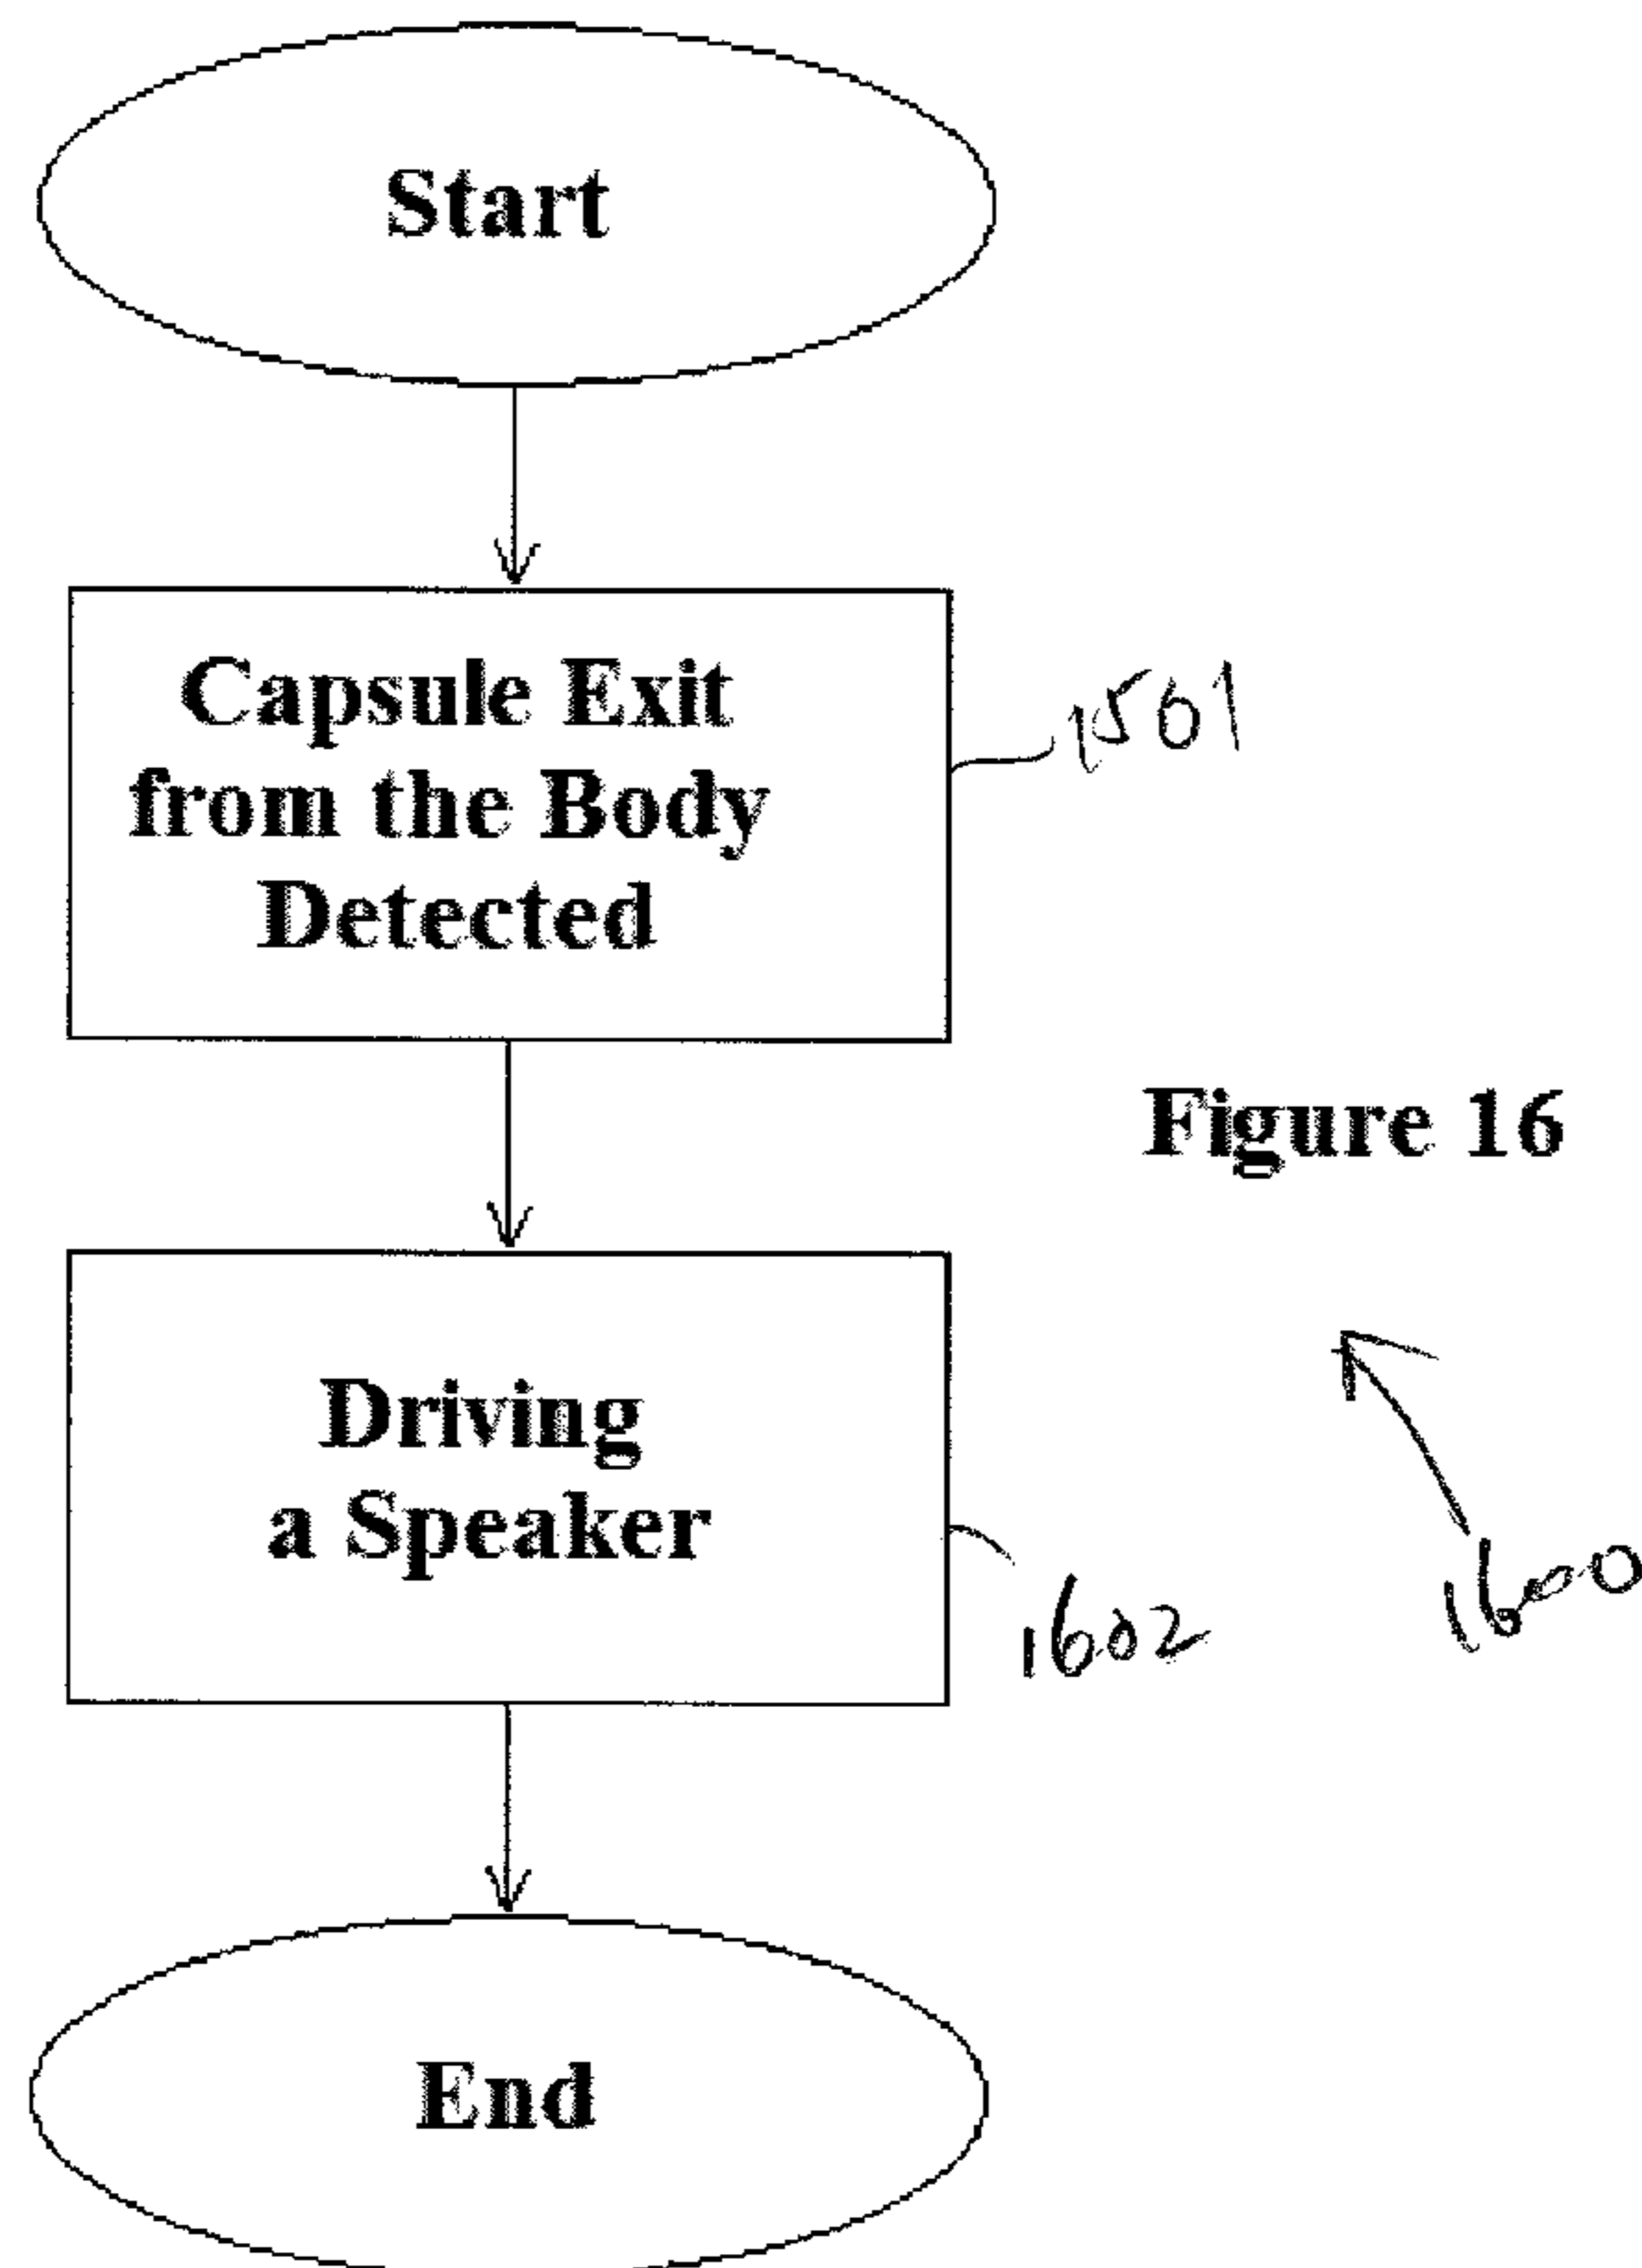 Start
Capsule Exit
from the Body
Detected
1501
Figure 16
Driving
a Speaker
1602
1600
End